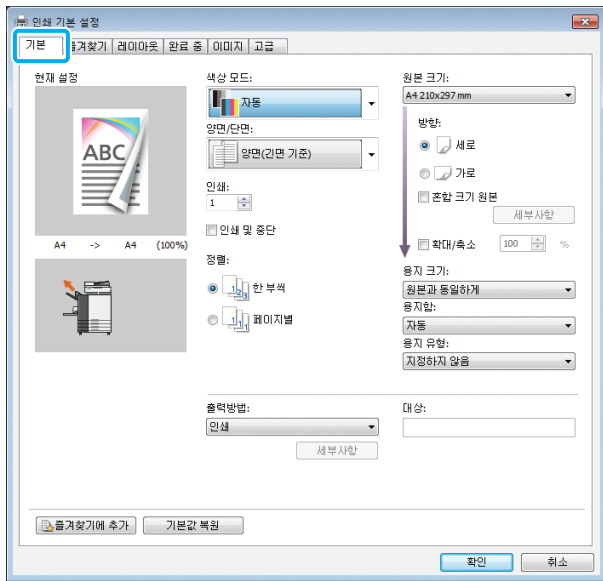 인쇄 기본 설정
기본
즐겨찾기
레이아웃
완료 중
이미지
고급
현재 설정
ABC
A4 -> A4 (100%)
색상 모드:
자동
양면/단면:
양면(긴면 기준)
인쇄:
1
인쇄 및 중단
정렬:
한 부씩
페이지별
원본 크기:
A4 210x297 mm
방향:
세로
가로
혼합 크기 원본
세부사항
확대/축소 100 %
용지 크기:
원본과 동일하게
용지함:
자동
용지 유형:
지정하지 않음
출력방법:
인쇄
세부사항
대상:
즐겨찾기에 추가
기본값 복원
확인
취소